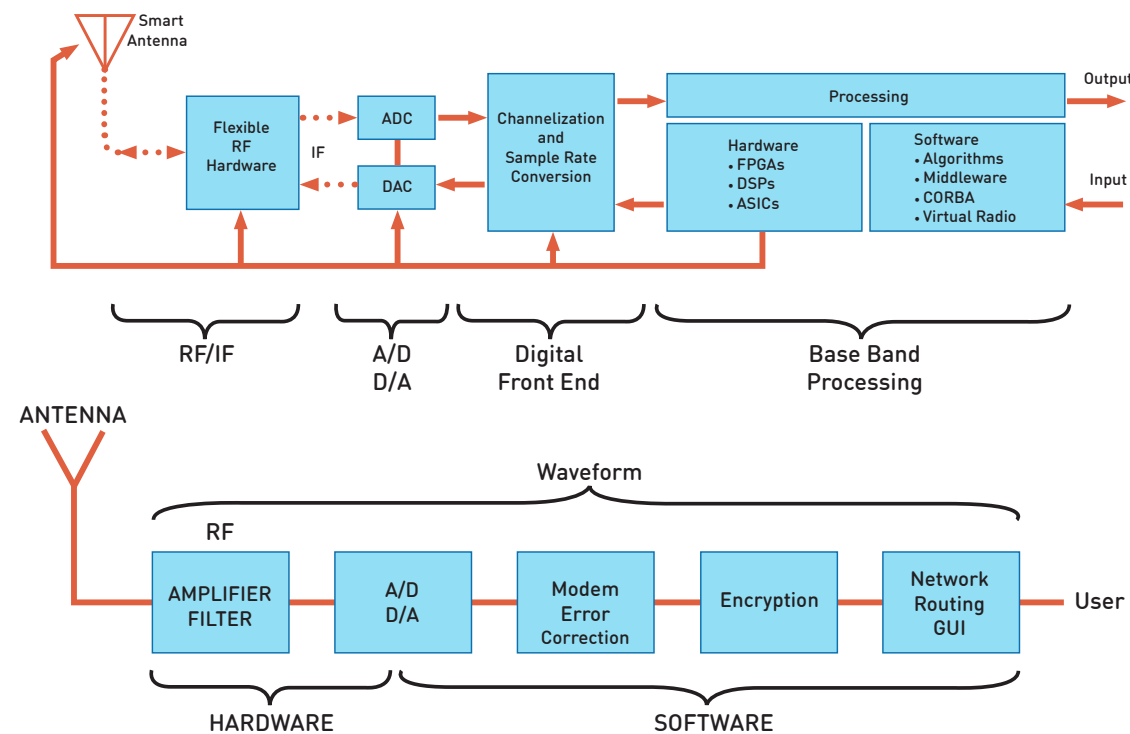 Smart
Antenna
Flexible
RF
Hardware
IF
ADC
DAC
Channelization
and
Sample Rate
Conversion
Processing
Hardware
• FPGAs
• DSPs
• ASICs
Software
• Algorithms
• Middleware
• CORBA
• Virtual Radio
Output
Input
RF/IF
A/D
D/A
Digital
Front End
Base Band
Processing
ANTENNA
Waveform
RF
AMPLIFIER
FILTER
A/D
D/A
Modem
Error
Correction
Encryption
Network
Routing
GUI
User
HARDWARE
SOFTWARE